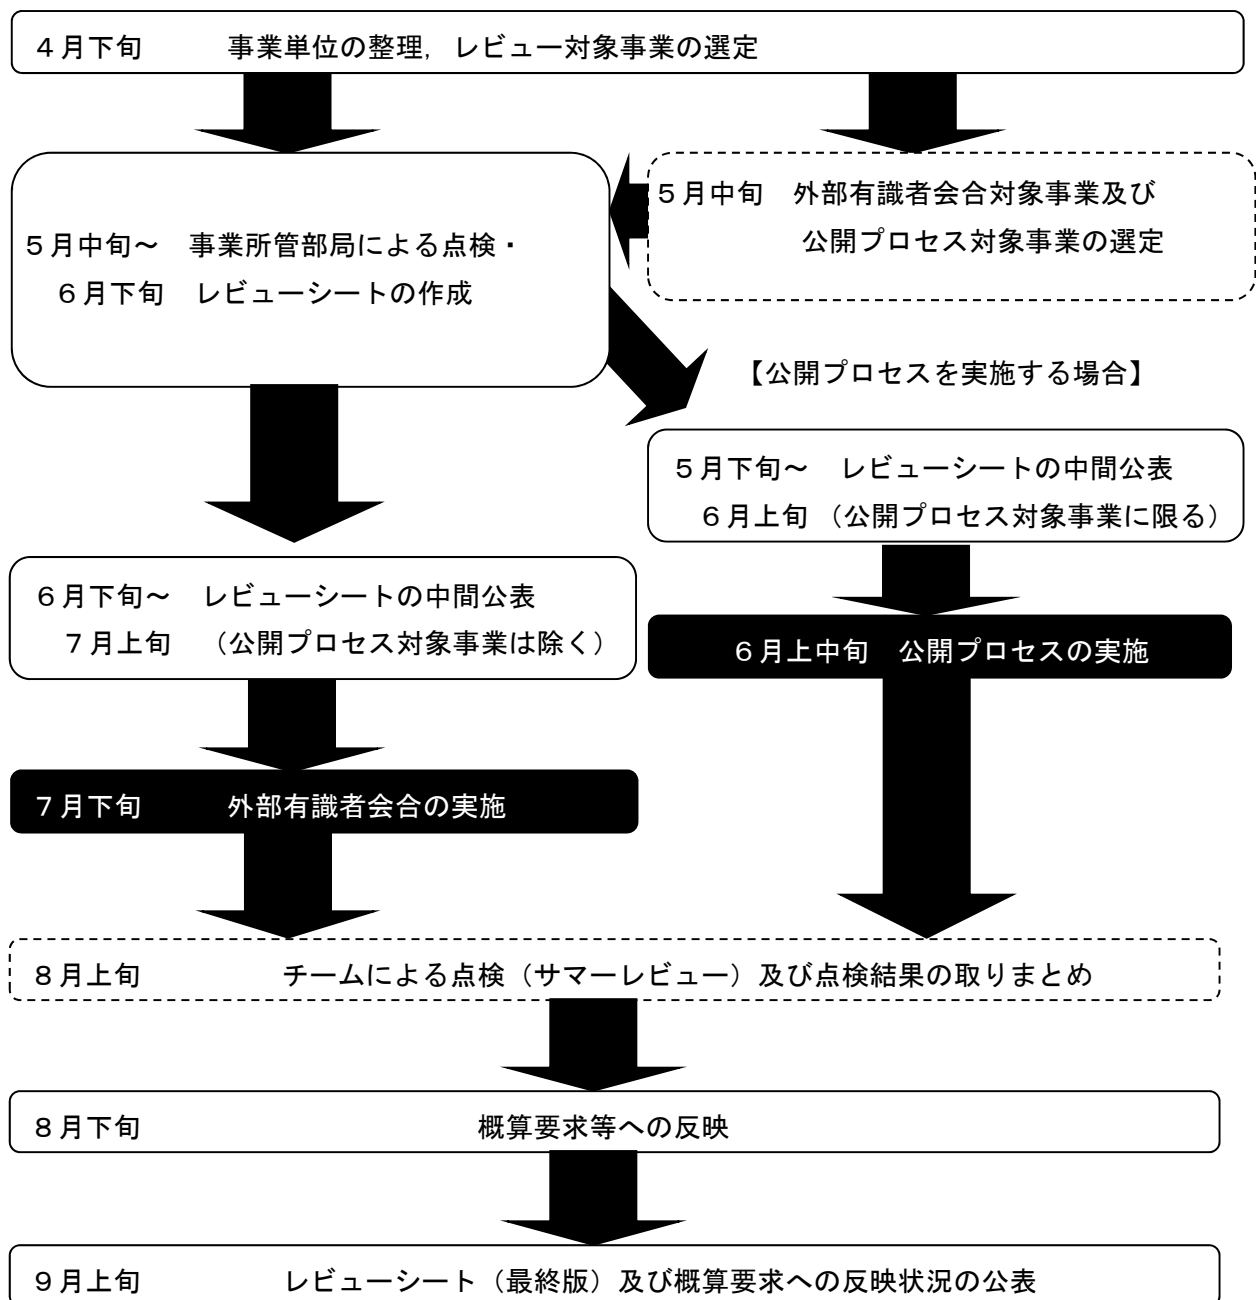 ４月下旬　事業単位の整理，レビュー対象事業の選定
５月中旬　外部有識者会合対象事業及び
公開プロセス対象事業の選定
５月中旬～　事業所管部局による点検・
６月下旬　レビューシートの作成
【公開プロセスを実施する場合】
５月下旬～　レビューシートの中間公表
６月上旬　（公開プロセス対象事業に限る）
６月下旬～　レビューシートの中間公表
７月上旬　（公開プロセス対象事業は除く）
６月上中旬　公開プロセスの実施
７月下旬　外部有識者会合の実施
８月上旬　チームによる点検（サマーレビュー）及び点検結果の取りまとめ
８月下旬　概算要求等への反映
９月上旬　レビューシート（最終版）及び概算要求への反映状況の公表